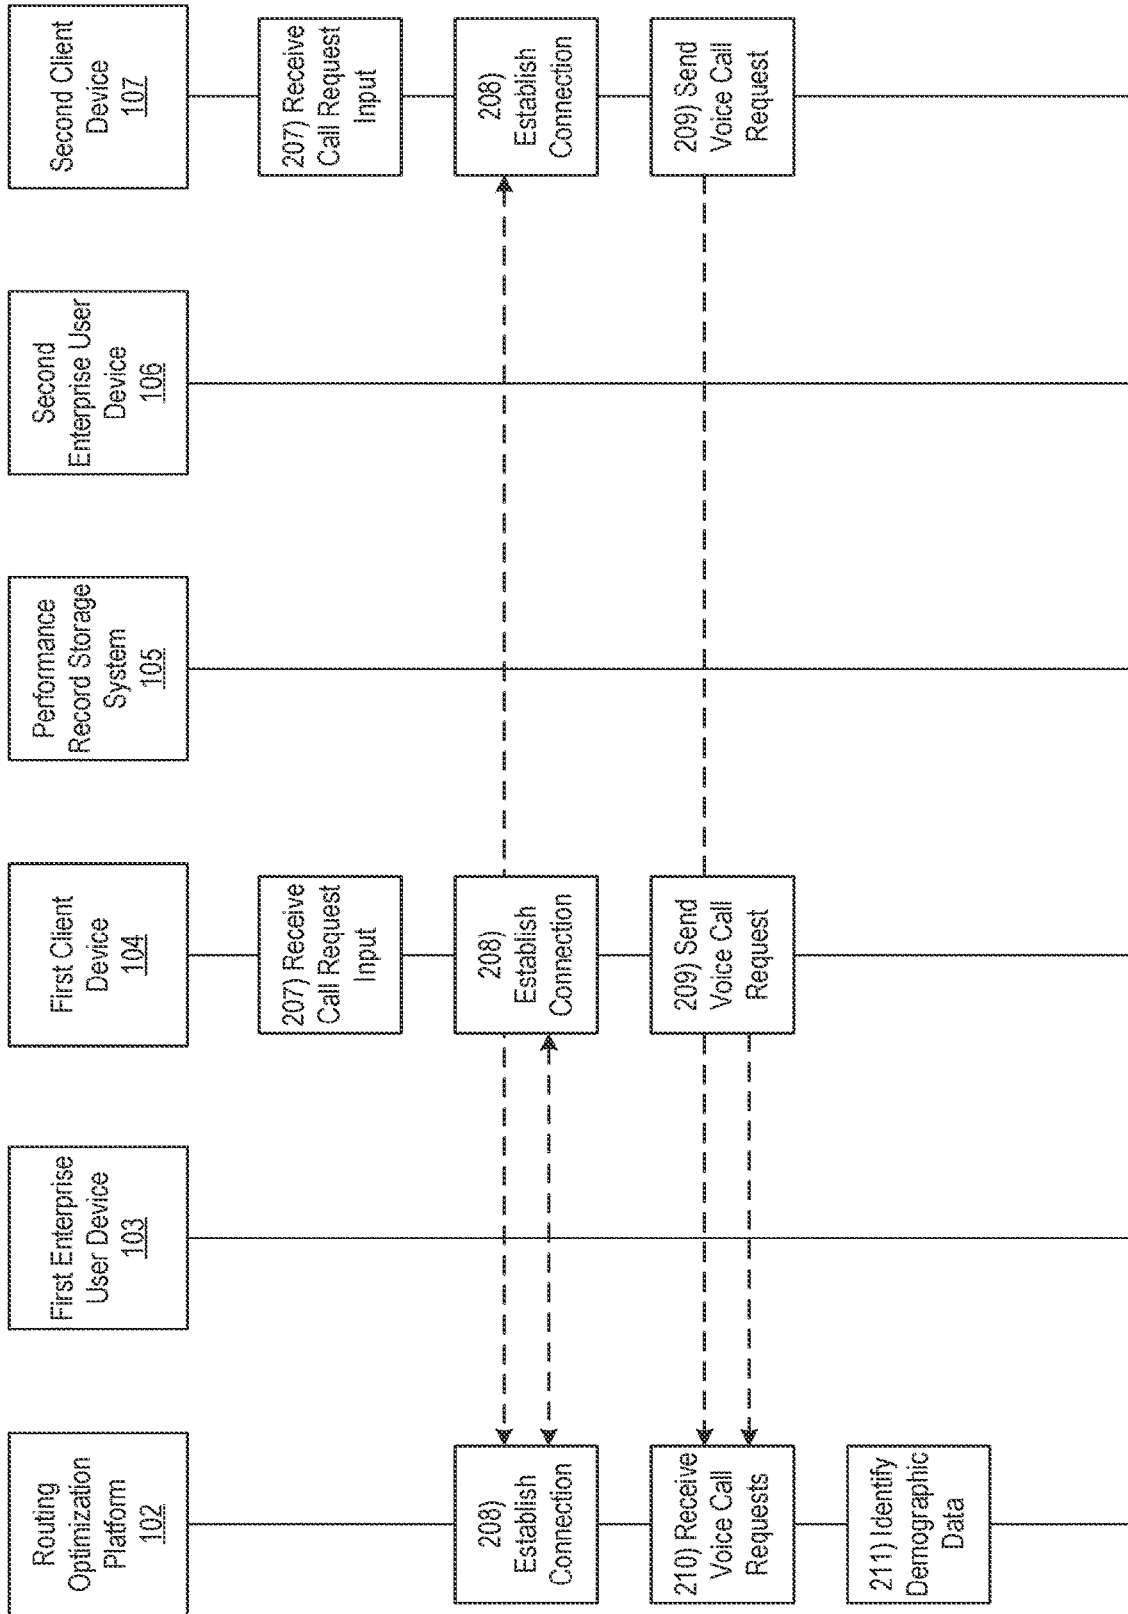 Routing
Optimization
Platform
102
First Enterprise
User Device
103
First Client
Device
104
Performance
Record Storage
System
105
Second
Enterprise User
Device
106
Second Client
Device
107
207) Receive
Call Request
Input
207) Receive
Call Request
Input
208)
Establish
Connection
208)
Establish
Connection
208)
Establish
Connection
210) Receive
Voice Call
Requests
209) Send
Voice Call
Request
209) Send
Voice Call
Request
211) Identify
Demographic
Data